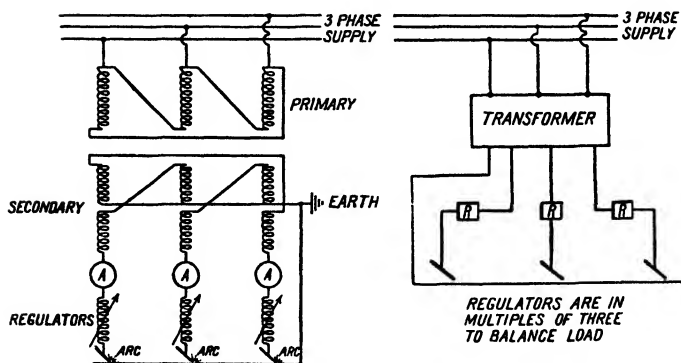 3 PHASE
SUPPLY
PRIMARY
SECONDARY
EARTH
A A A
REGULATORS
ARC ARC ARC
3 PHASE
SUPPLY
TRANSFORMER
R R R
REGULATORS ARE IN
MULTIPLES OF THREE
TO BALANCE LOAD